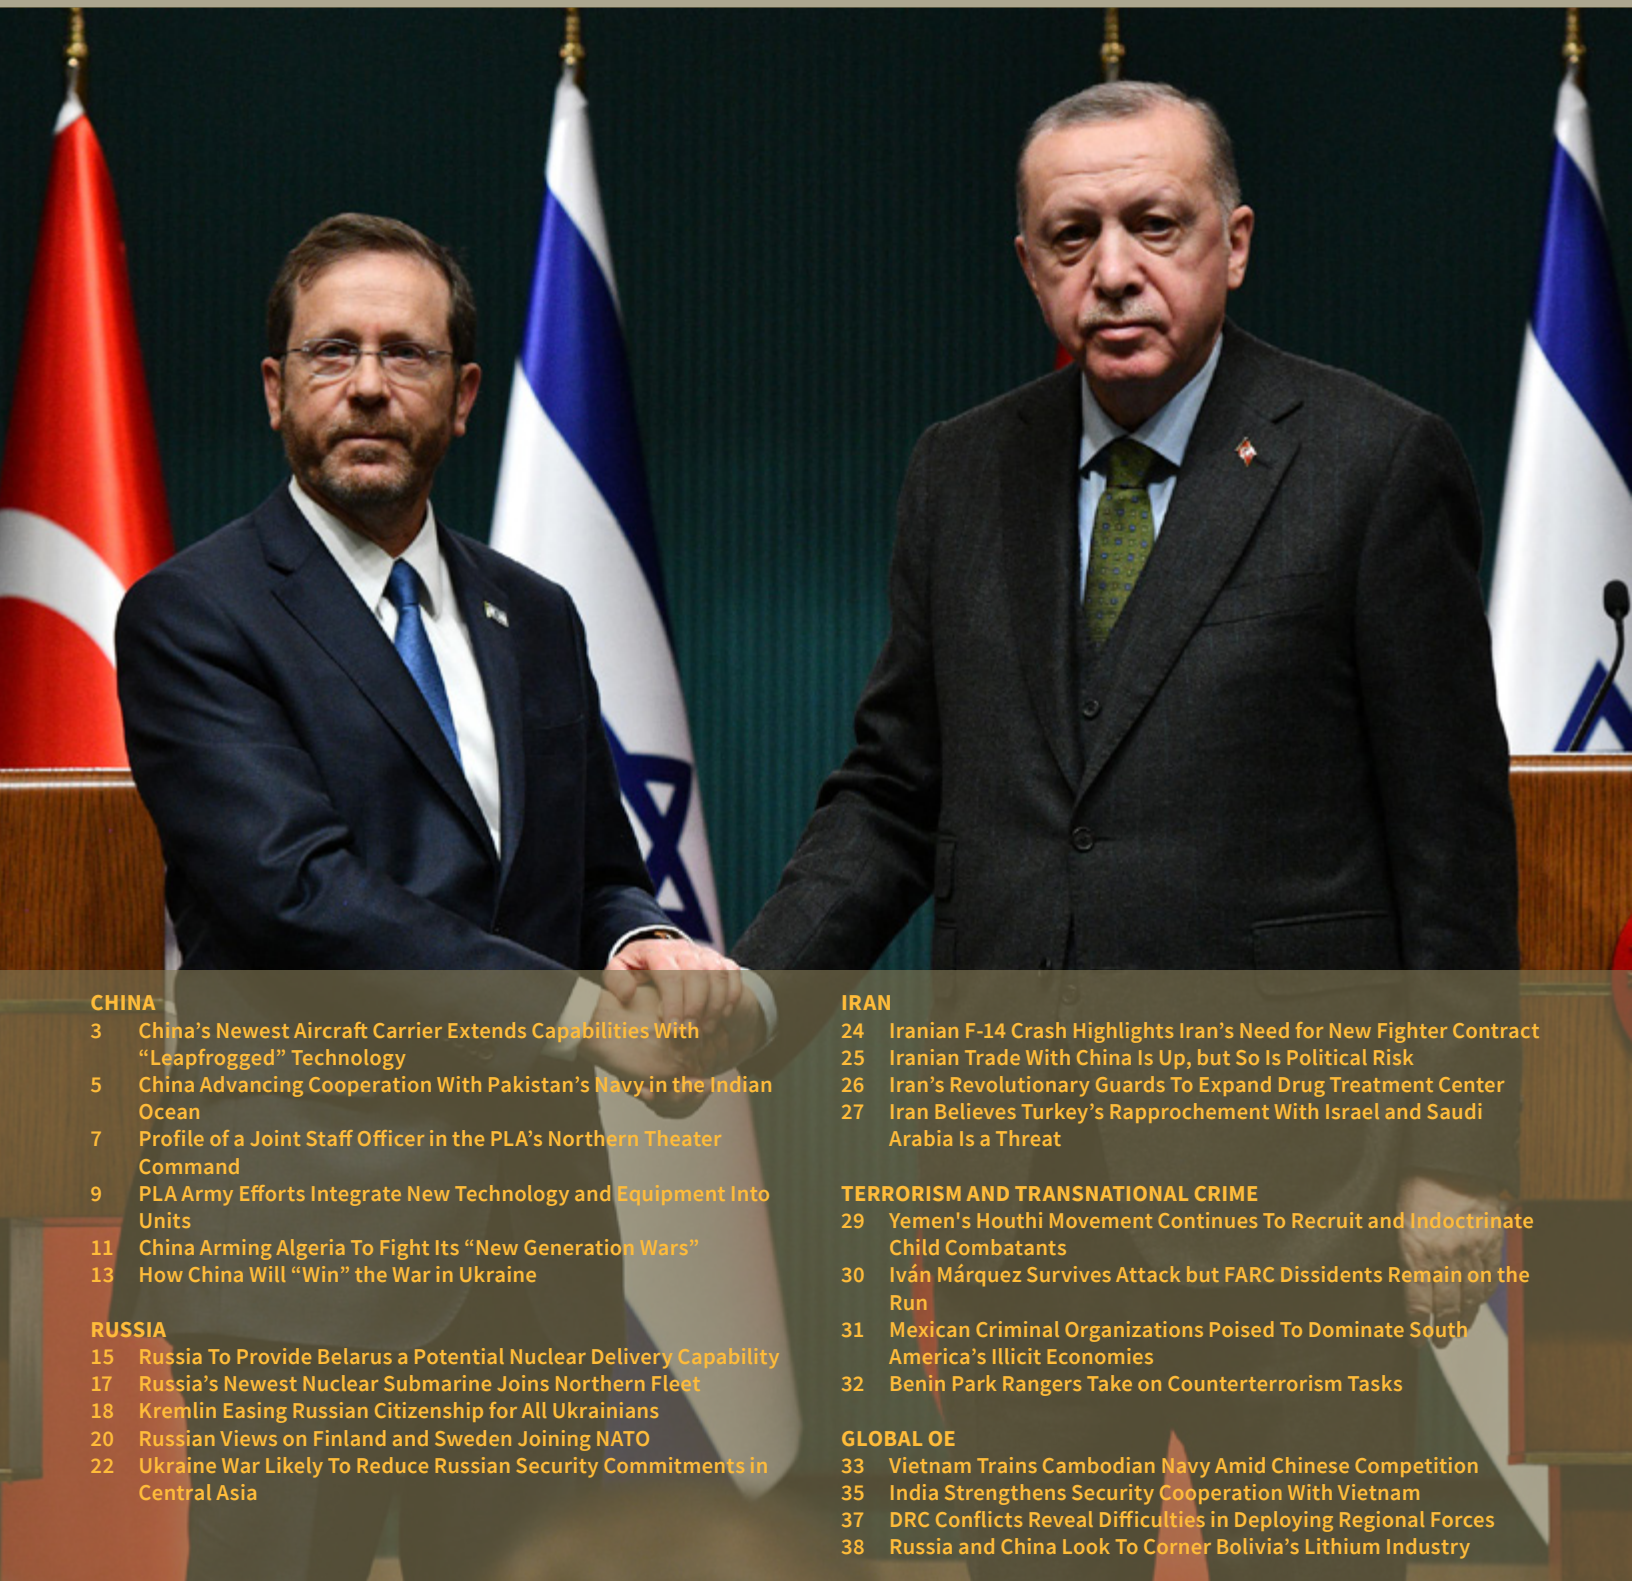 CHINA
3 China’s Newest Aircraft Carrier Extends Capabilities With
“Leapfrogged” Technology
5 China Advancing Cooperation With Pakistan’s Navy in the Indian
Ocean
7 Profile of a Joint Staff Officer in the PLA’s Northern Theater
Command
9 PLA Army Efforts Integrate New Technology and Equipment Into
Units
11 China Arming Algeria To Fight Its “New Generation Wars”
13 How China Will “Win” the War in Ukraine
RUSSIA
15 Russia To Provide Belarus a Potential Nuclear Delivery Capability
17 Russia’s Newest Nuclear Submarine Joins Northern Fleet
18 Kremlin Easing Russian Citizenship for All Ukrainians
20 Russian Views on Finland and Sweden Joining NATO
22 Ukraine War Likely To Reduce Russian Security Commitments in
Central Asia
IRAN
24 Iranian F-14 Crash Highlights Iran’s Need for New Fighter Contract
25 Iranian Trade With China Is Up, but So Is Political Risk
26 Iran’s Revolutionary Guards To Expand Drug Treatment Center
27 Iran Believes Turkey’s Rapprochement With Israel and Saudi
Arabia Is a Threat
TERRORISM AND TRANSNATIONAL CRIME
29 Yemen's Houthi Movement Continues To Recruit and Indoctrinate
Child Combatants
30 Iván Márquez Survives Attack but FARC Dissidents Remain on the
Run
31 Mexican Criminal Organizations Poised To Dominate South
America’s Illicit Economies
32 Benin Park Rangers Take on Counterterrorism Tasks
GLOBAL OE
33 Vietnam Trains Cambodian Navy Amid Chinese Competition
35 India Strengthens Security Cooperation With Vietnam
37 DRC Conflicts Reveal Difficulties in Deploying Regional Forces
38 Russia and China Look To Corner Bolivia’s Lithium Industry